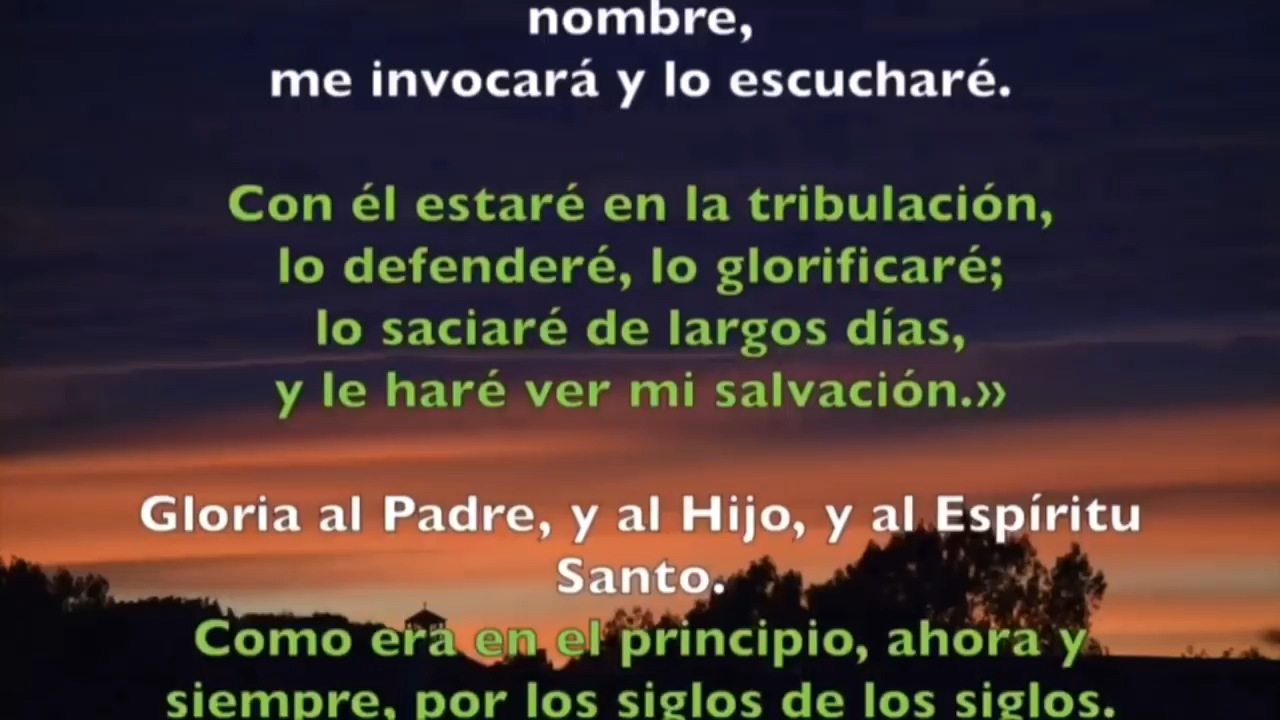 nombre,
me invocará y lo escucharé.
Con él estaré en la tribulación,
lo defenderé, lo glorificaré;
lo saciaré de largos días,
y le haré ver mi salvación.»
Gloria al Padre, y al Hijo, y al Espíritu
Santo.
Como era en el principio, ahora y
siempre, por los siglos de los siglos.